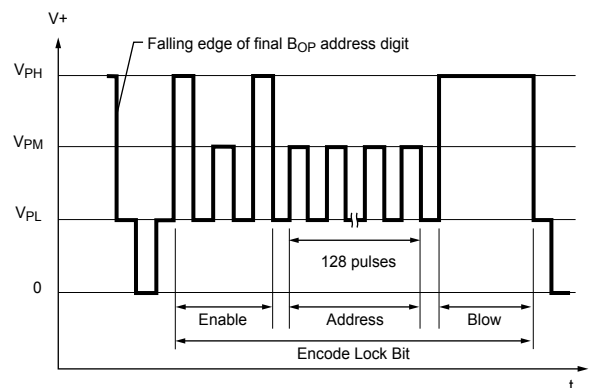 V+
Falling edge of final BOP address digit
VPH
VPM
VPL
128 pulses
0
Enable
Address
Blow
Encode Lock Bit
t